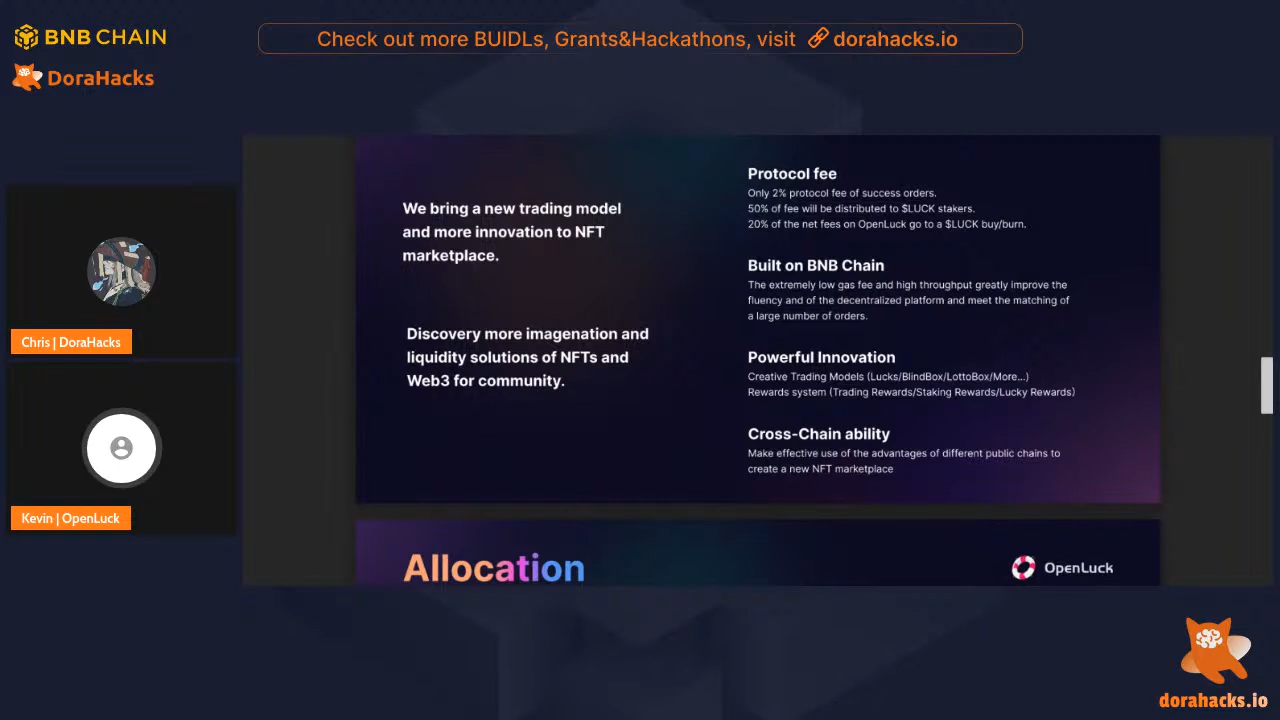 BNB CHAIN
DoraHacks
Check out more BUIDLs, Grants&Hackathons, visit dorahacks.io
Chris | DoraHacks
Kevin | OpenLuck
We bring a new trading model
and more innovation to NFT
marketplace.
Discovery more imagenation and
liquidity solutions of NFTs and
Web3 for community.
Protocol fee
Only 2% protocol fee of success orders.
50% of fee will be distributed to $LUCK stakers.
20% of the net fees on OpenLuck go to a $LUCK buy/burn.
Built on BNB Chain
The extremely low gas fee and high throughput greatly improve the
fluency and of the decentralized platform and meet the matching of
a large number of orders.
Powerful Innovation
Creative Trading Models (Lucks/BlindBox/LottoBox/More...)
Rewards system (Trading Rewards/Staking Rewards/Lucky Rewards)
Cross-Chain ability
Make effective use of the advantages of different public chains to
create a new NFT marketplace
Allocation
OpenLuck
dorahacks.io